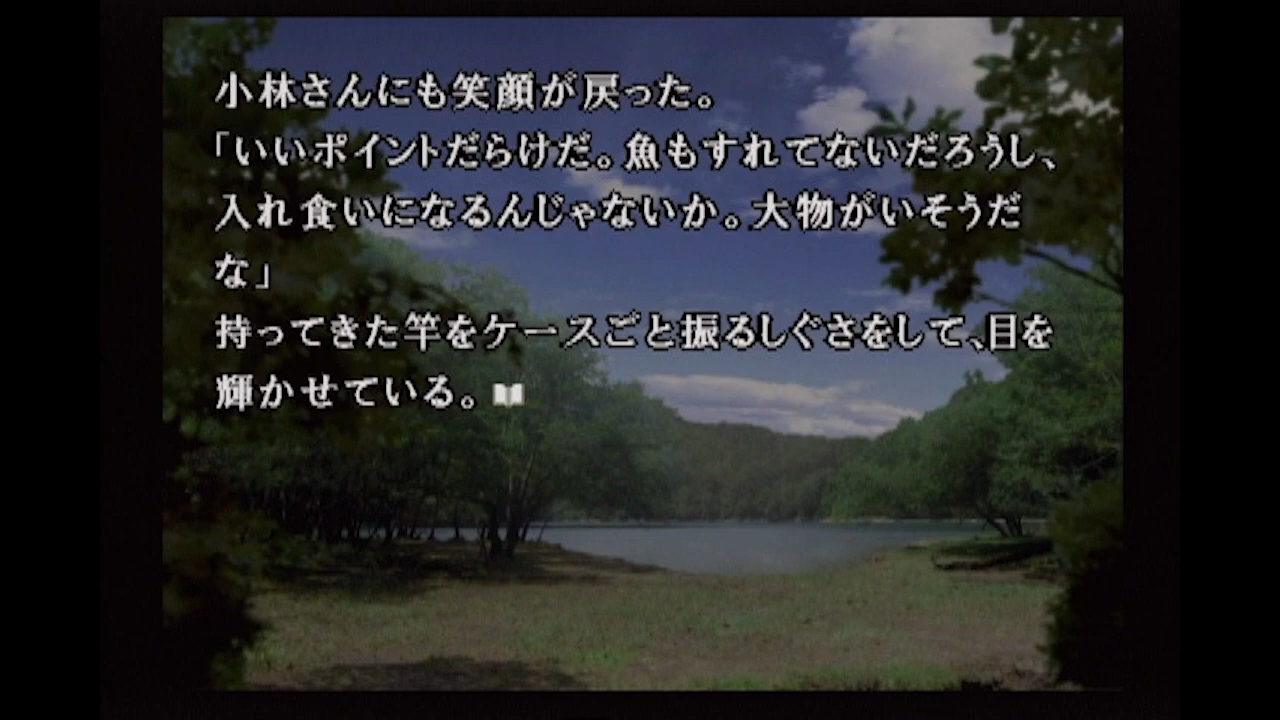 小林さんにも笑顔が戻った。
「いいポイントだらけだ。魚もすれてないだろうし、
入れ食いになるんじゃないか。大物がいそうだ
な」
持ってきた竿をケースごと振るしぐさをして、目を
輝かせている。